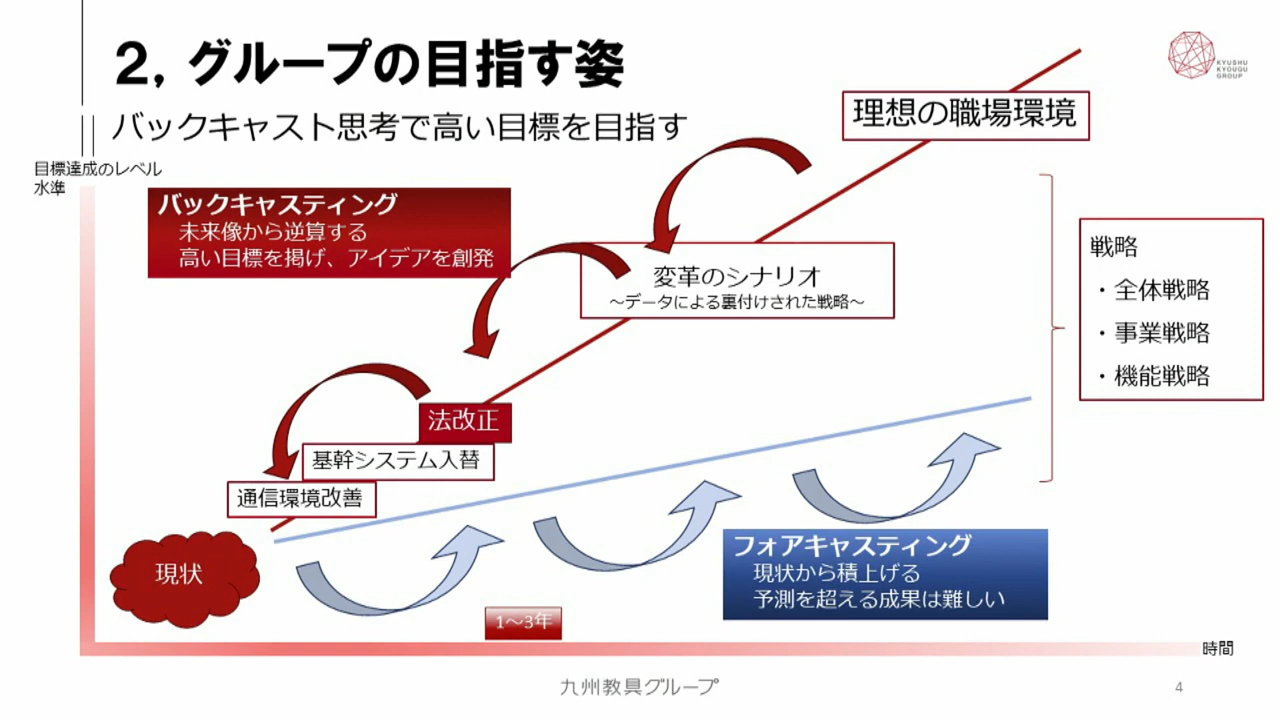 2, グループの目指す姿
KYUSHU
KYOUGU
GROUP
バックキャスト思考で高い目標を目指す
理想の職場環境
目標達成のレベル
水準
バックキャスティング
未来像から逆算する
高い目標を掲げ、アイデアを創発
変革のシナリオ
～データによる裏付けされた戦略～
戦略
・全体戦略
・事業戦略
・機能戦略
法改正
基幹システム入替
通信環境改善
現状
フォアキャスティング
現状から積上げる
予測を超える成果は難しい
1～3年
時間
九州教具グループ
4